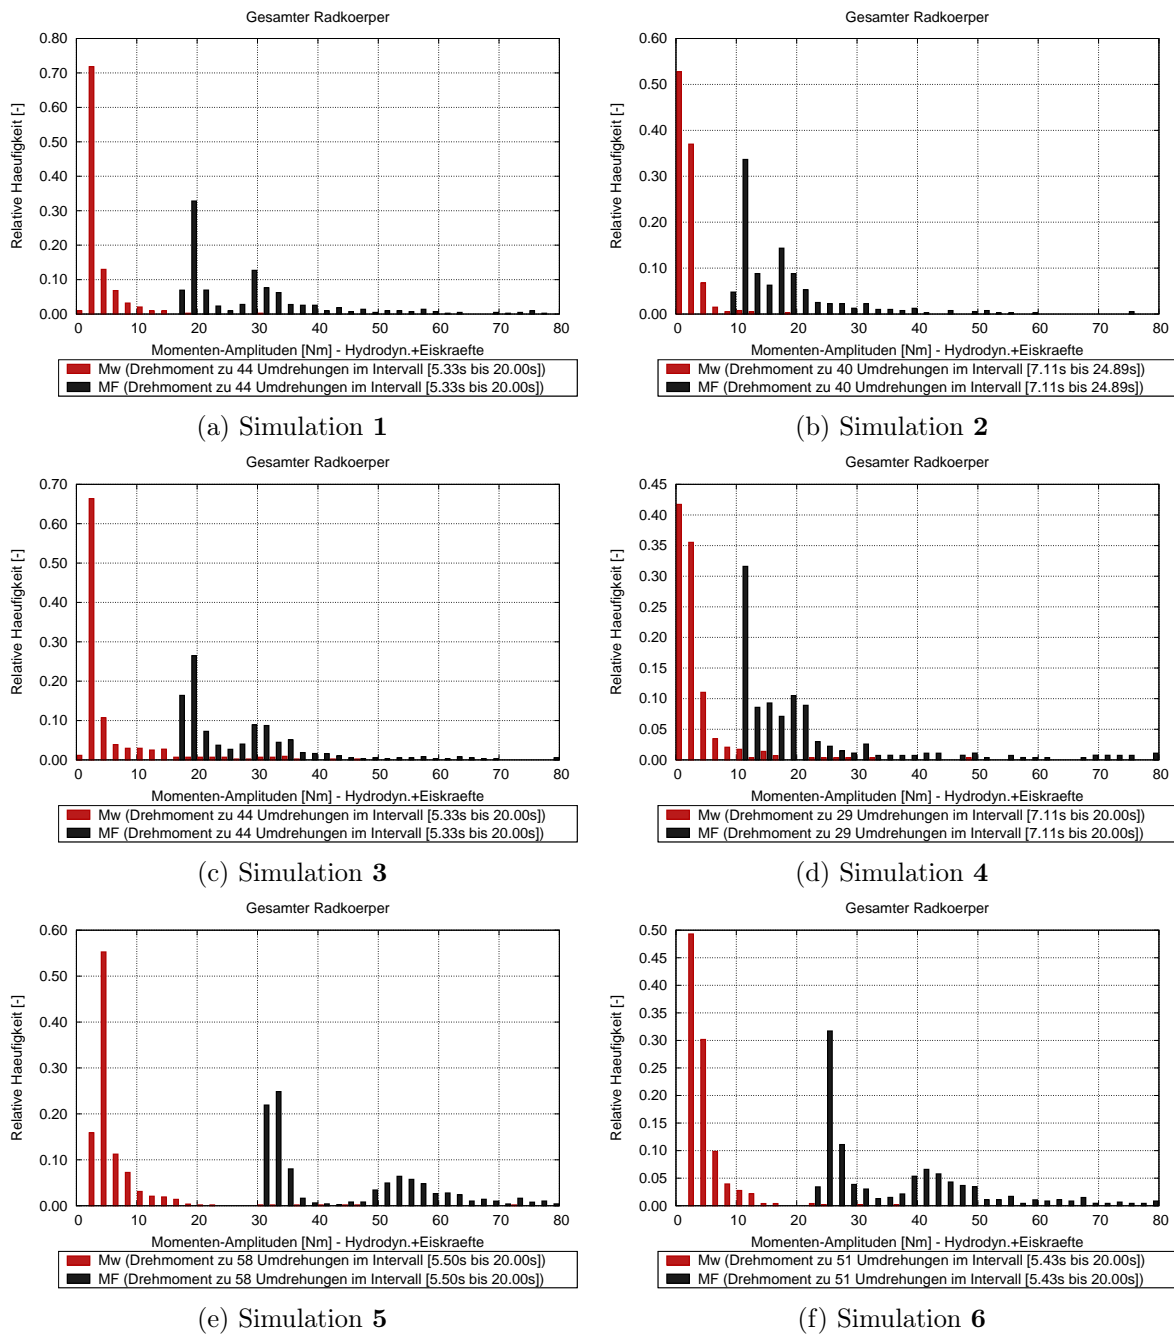 Gesamter Radkoerper
Relative Haeufigkeit [-]
0.80
0.70
0.60
0.50
0.40
0.30
0.20
0.10
0.00
0 10 20 30 40 50 60 70 80
Momenten-Amplituden [Nm] - Hydrodyn.+Eiskraefte
Mw (Drehmoment zu 44 Umdrehungen im Intervall [5.33s bis 20.00s])
MF (Drehmoment zu 44 Umdrehungen im Intervall [5.33s bis 20.00s])
(a) Simulation 1
Gesamter Radkoerper
Relative Haeufigkeit [-]
0.60
0.50
0.40
0.30
0.20
0.10
0.00
0 10 20 30 40 50 60 70 80
Momenten-Amplituden [Nm] - Hydrodyn.+Eiskraefte
Mw (Drehmoment zu 40 Umdrehungen im Intervall [7.11s bis 24.89s])
MF (Drehmoment zu 40 Umdrehungen im Intervall [7.11s bis 24.89s])
(b) Simulation 2
Gesamter Radkoerper
Relative Haeufigkeit [-]
0.70
0.60
0.50
0.40
0.30
0.20
0.10
0.00
0 10 20 30 40 50 60 70 80
Momenten-Amplituden [Nm] - Hydrodyn.+Eiskraefte
Mw (Drehmoment zu 44 Umdrehungen im Intervall [5.33s bis 20.00s])
MF (Drehmoment zu 44 Umdrehungen im Intervall [5.33s bis 20.00s])
(c) Simulation 3
Gesamter Radkoerper
Relative Haeufigkeit [-]
0.45
0.40
0.35
0.30
0.25
0.20
0.15
0.10
0.05
0.00
0 10 20 30 40 50 60 70 80
Momenten-Amplituden [Nm] - Hydrodyn.+Eiskraefte
Mw (Drehmoment zu 29 Umdrehungen im Intervall [7.11s bis 20.00s])
MF (Drehmoment zu 29 Umdrehungen im Intervall [7.11s bis 20.00s])
(d) Simulation 4
Gesamter Radkoerper
Relative Haeufigkeit [-]
0.60
0.50
0.40
0.30
0.20
0.10
0.00
0 10 20 30 40 50 60 70 80
Momenten-Amplituden [Nm] - Hydrodyn.+Eiskraefte
Mw (Drehmoment zu 58 Umdrehungen im Intervall [5.50s bis 20.00s])
MF (Drehmoment zu 58 Umdrehungen im Intervall [5.50s bis 20.00s])
(e) Simulation 5
Gesamter Radkoerper
Relative Haeufigkeit [-]
0.50
0.45
0.40
0.35
0.30
0.25
0.20
0.15
0.10
0.05
0.00
0 10 20 30 40 50 60 70 80
Momenten-Amplituden [Nm] - Hydrodyn.+Eiskraefte
Mw (Drehmoment zu 51 Umdrehungen im Intervall [5.43s bis 20.00s])
MF (Drehmoment zu 51 Umdrehungen im Intervall [5.43s bis 20.00s])
(f) Simulation 6